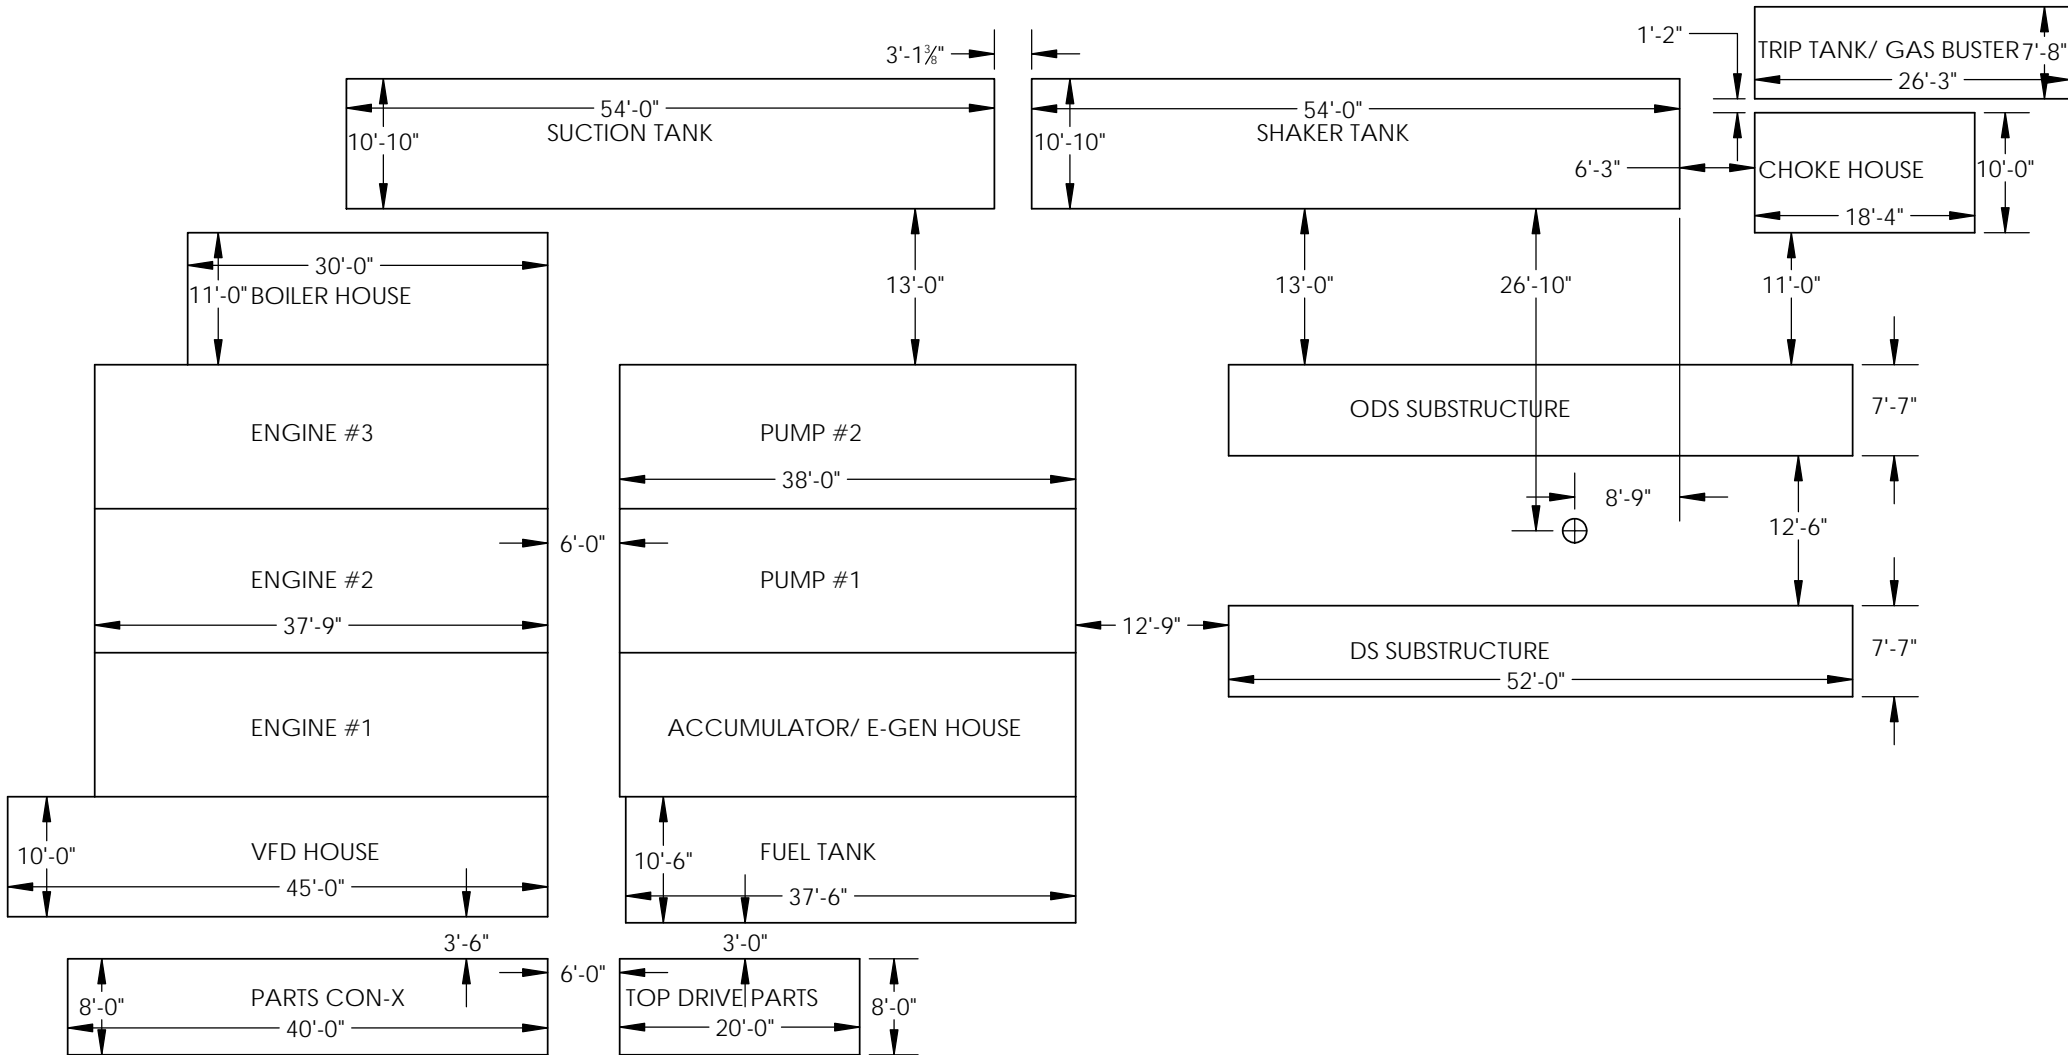 3'-1⅜"
1'-2"
TRIP TANK/ GAS BUSTER
7'-8"
26'-3"
54'-0"
SUCTION TANK
10'-10"
54'-0"
SHAKER TANK
10'-10"
6'-3"
CHOKE HOUSE
10'-0"
18'-4"
30'-0"
11'-0"
BOILER HOUSE
13'-0"
13'-0"
26'-10"
11'-0"
ENGINE #3
PUMP #2
38'-0"
ODS SUBSTRUCTURE
7'-7"
8'-9"
12'-6"
6'-0"
ENGINE #2
37'-9"
PUMP #1
12'-9"
DS SUBSTRUCTURE
52'-0"
7'-7"
ENGINE #1
ACCUMULATOR/ E-GEN HOUSE
VFD HOUSE
10'-0"
45'-0"
FUEL TANK
10'-6"
37'-6"
3'-6"
3'-0"
6'-0"
PARTS CON-X
8'-0"
40'-0"
TOP DRIVE PARTS
20'-0"
8'-0"